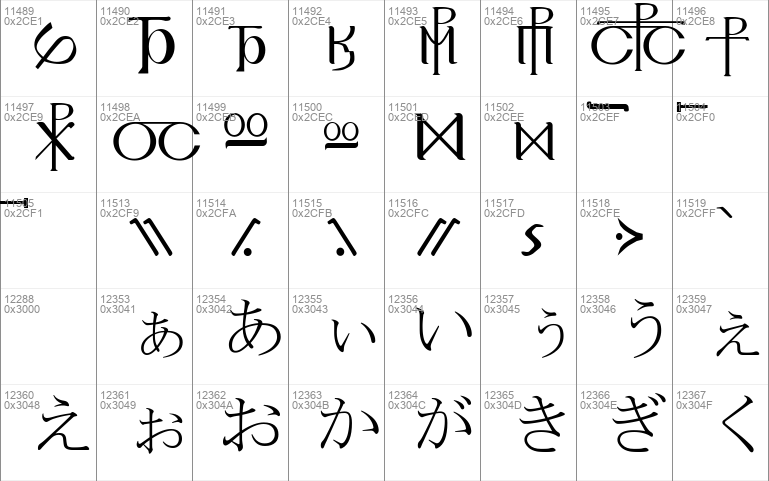 11489 11490 11491 11492 11493 11494 11495 11496
0x2CE1 0x2CE2 0x2CE3 0x2CE4 0x2CE5 0x2CE6 0x2CE7 0x2CE8
ⳡ Ⳣ ⳣ ⳤ ⳥ ⳦ ⳧ ⳨
11497 11498 11499 11500 11501 11502 11503 11504
0x2CE9 0x2CEA 0x2CEB 0x2CEC 0x2CED 0x2CEE 0x2CEF 0x2CF0
⳩ ⳪ Ⳬ ⳬ Ⳮ ⳮ ⳯ ⳰
11505 11513 11514 11515 11516 11517 11518 11519
0x2CF1 0x2CF9 0x2CFA 0x2CFB 0x2CFC 0x2CFD 0x2CFE 0x2CFF
⳱ ⳹ ⳺ ⳻ ⳼ ⳽ ⳾ ⳿
12288 12353 12354 12355 12356 12357 12358 12359
0x3000 0x3041 0x3042 0x3043 0x3044 0x3045 0x3046 0x3047
ぁ あ ぃ い ぅ う ぇ
12360 12361 12362 12363 12364 12365 12366 12367
0x3048 0x3049 0x304A 0x304B 0x304C 0x304D 0x304E 0x304F
え ぉ お か が き ぎ く